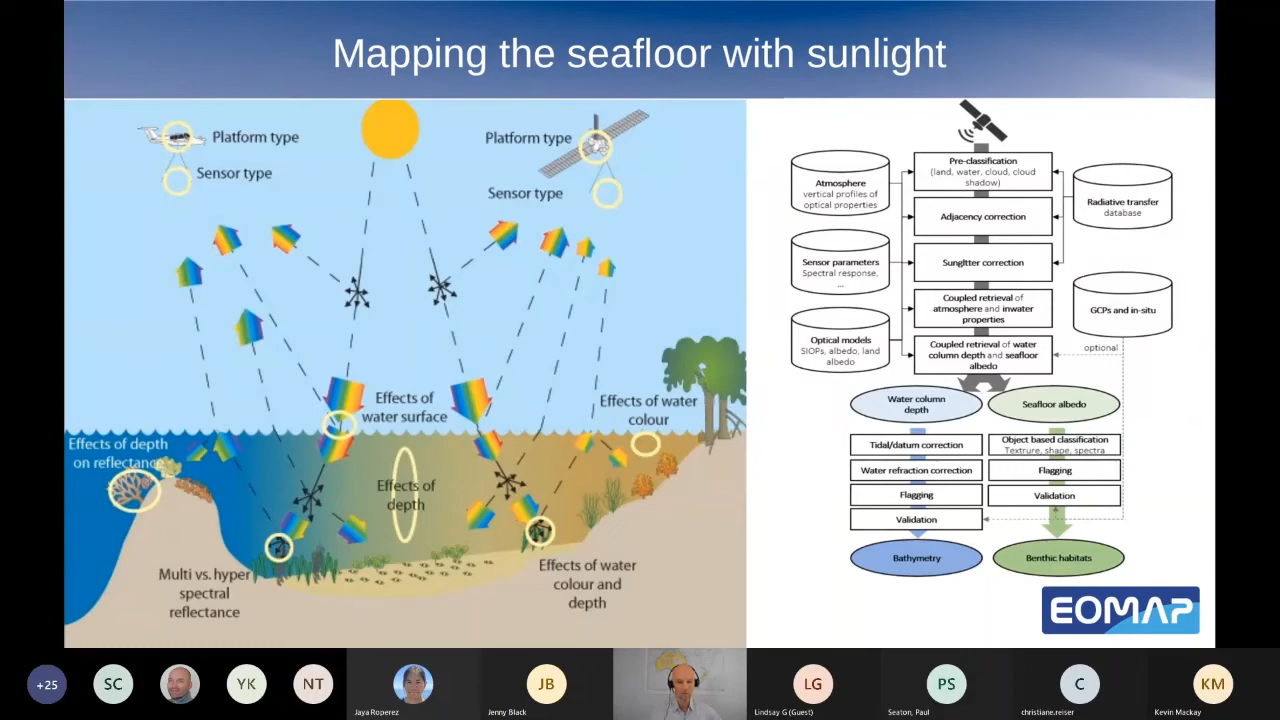 Mapping the seafloor with sunlight
Platform type
Sensor type
Platform type
Sensor type
Effects of
water surface
Effects of water
colour
Effects of depth
on reflectance
Effects of
depth
Multi vs. hyper
spectral
reflectance
Effects of water
colour and
depth
Atmosphere
vertical profiles of
optical properties
Sensor parameters
Spectral response,
...
Optical models
SIOPs, albedo, land
albedo
Pre-classification
(land, water, cloud, cloud
shadow)
Adjacency correction
Sungltter correction
Coupled retrieval of
atmosphere and inwater
properties
Coupled retrieval of water
column depth and seafloor
albedo
Radiative transfer
database
GCPs and in-situ
optional
Water column
depth
Tidal/datum correction
Water refraction correction
Flagging
Validation
Bathymetry
Seafloor albedo
Object based classification
Textrure, shape, spectra
Flagging
Validation
Benthic habitats
EOMAP
+25
SC
YK
NT
Jaya Roperez
JB
Jenny Black
LG
Lindsay G (Guest)
PS
Seaton, Paul
C
christiane.reiser
KM
Kevin Mackay